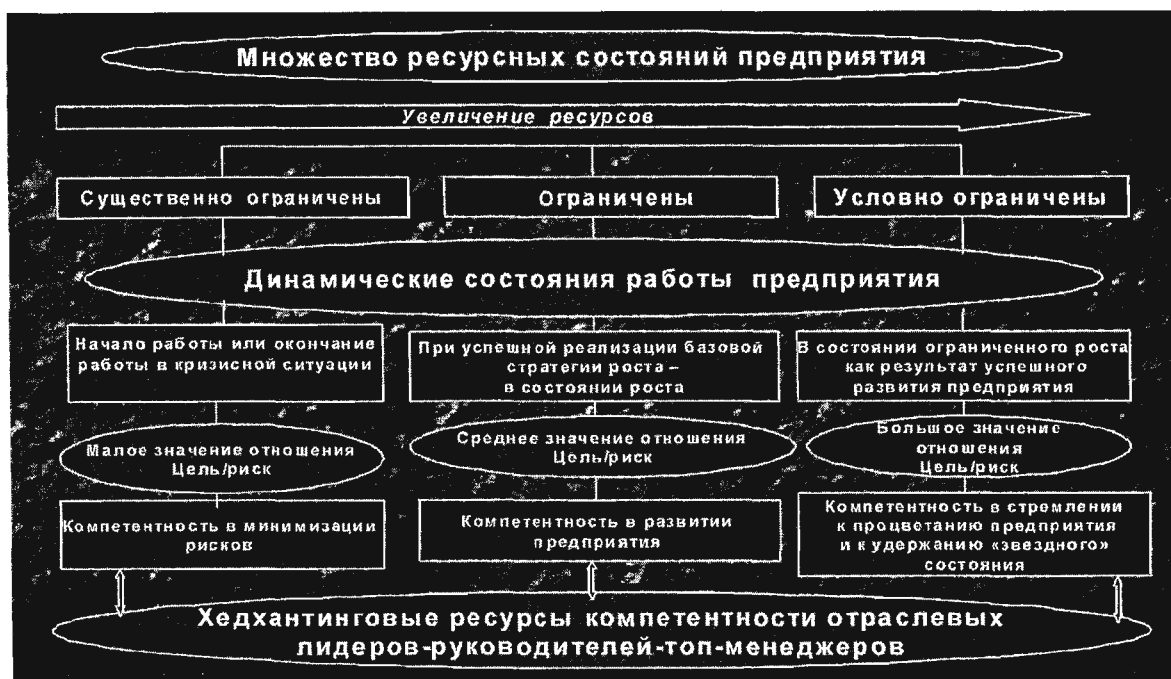 Множество ресурсных состояний предприятия
Увеличение ресурсов
Существенно ограничены
Ограничены
Условно ограничены
Динамические состояния работы предприятия
Начало работы или окончание
работы в кризисной ситуации
При успешной реализации базовой
стратегии роста –
в состоянии роста
В состоянии ограниченного роста
как результат успешного
развития предприятия
Малое значение отношения
Цель/риск
Среднее значение отношения
Цель/риск
Большое значение
отношения
Цель/риск
Компетентность в минимизации
рисков
Компетентность в развитии
предприятия
Компетентность в стремлении
к процветанию предприятия
и к удержанию «звездного»
состояния
Хедхантинговые ресурсы компетентности отраслевых
лидеров-руководителей-топ-менеджеров